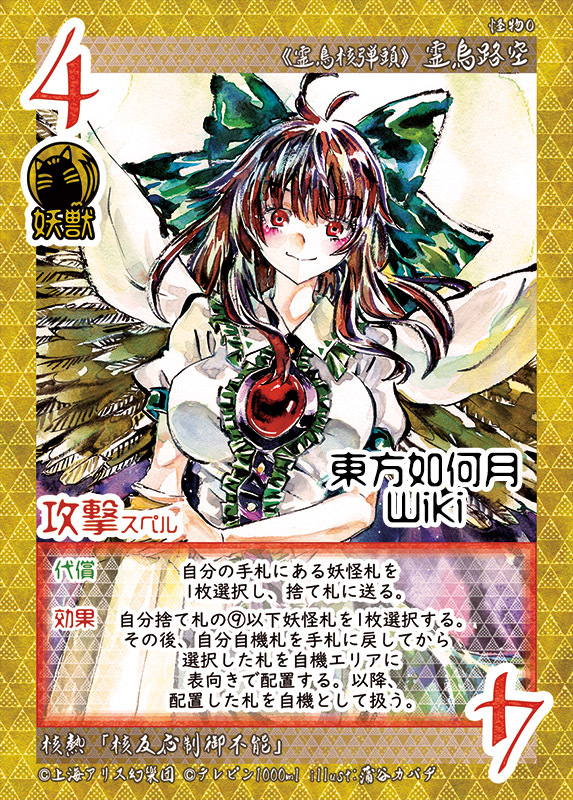 怪物0
《霊烏核弾頭》 霊烏路空
4
妖獣
東方如何月
Wiki
攻撃スペル
代償 自分の手札にある妖怪札を
1枚選択し、捨て札に送る。
効果 自分捨て札の⑨以下妖怪札を1枚選択する。
その後、自分自機札を手札に戻してから
選択した札を自機エリアに
表向きで配置する。以降、
配置した札を自機として扱う。
4
核熱「核反応制御不能」
©上海アリス幻樂団 ©テレピン1000ml illust:蒲谷カバヂ